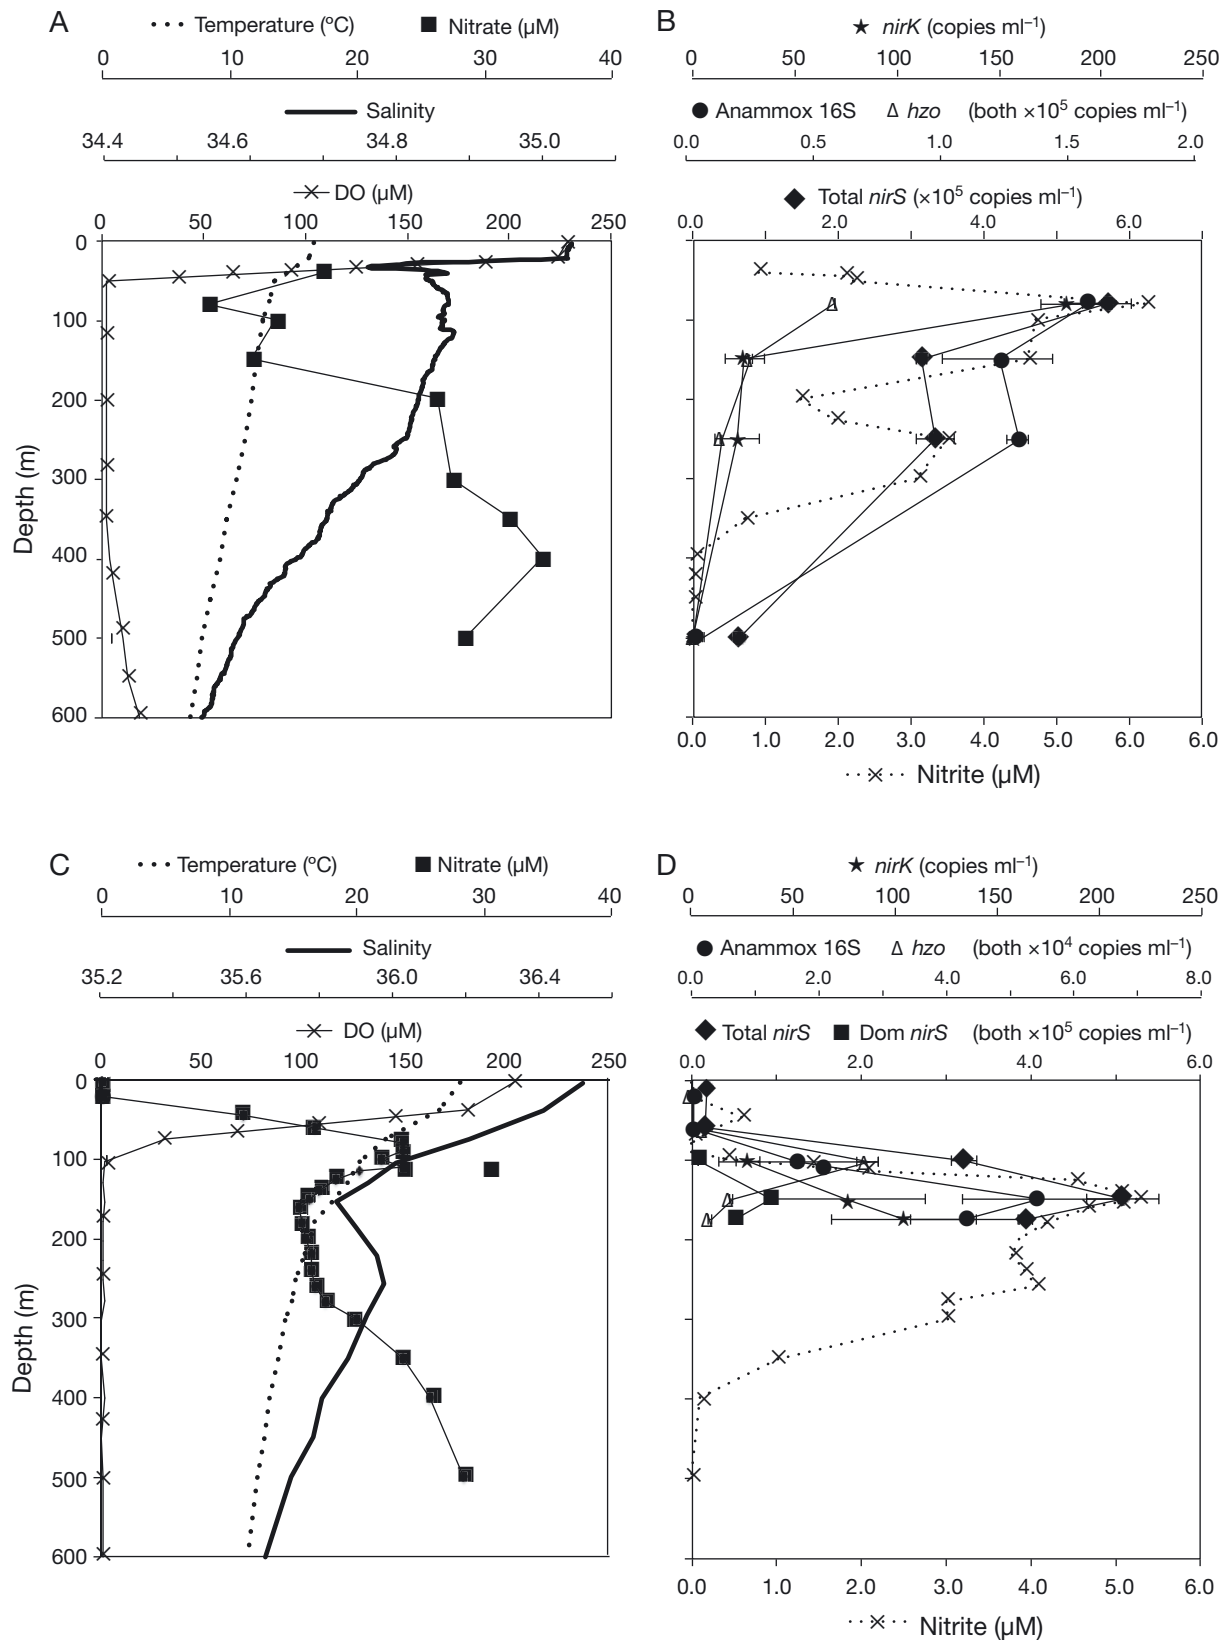 A
Temperature (ºC) Nitrate (µM)
0 10 20 30 40
Salinity
34.4 34.6 34.8 35.0
DO (µM)
0 50 100 150 200 250
0
100
200
300
400
500
600
Depth (m)
B
nirK (copies ml–1)
0 50 100 150 200 250
Anammox 16S hzo (both ×105 copies ml–1)
0.0 0.5 1.0 1.5 2.0
Total nirS (×105 copies ml–1)
0.0 2.0 4.0 6.0
0.0 1.0 2.0 3.0 4.0 5.0 6.0 6.0
Nitrite (µM)
C
Temperature (ºC) Nitrate (µM)
0 10 20 30 40
Salinity
35.2 35.6 36.0 36.4
DO (µM)
0 50 100 150 200 250
0
100
200
300
400
500
600
Depth (m)
D
nirK (copies ml–1)
0 50 100 150 200 250
Anammox 16S hzo (both ×104 copies ml–1)
0.0 2.0 4.0 6.0 8.0
Total nirS Dom nirS (both ×105 copies ml–1)
0.0 2.0 4.0 6.0
0.0 1.0 2.0 3.0 4.0 5.0 6.0
Nitrite (µM)